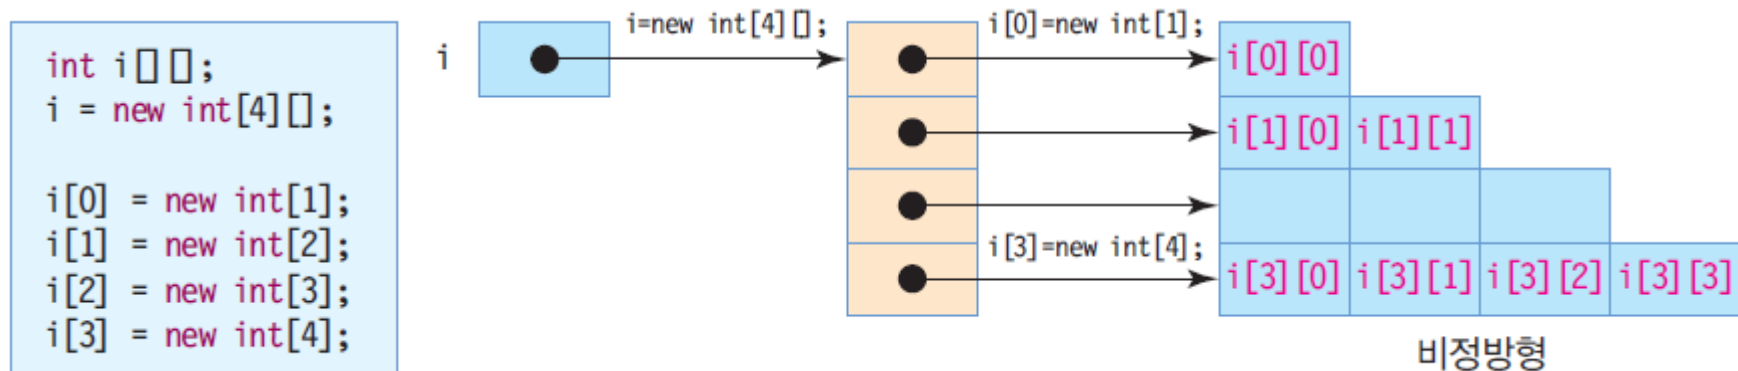 int i[][];
i = new int[4][];
i[0] = new int[1];
i[1] = new int[2];
i[2] = new int[3];
i[3] = new int[4];
i
i=new int[4][];
i[0]=new int[1];
i[0][0]
i[1][0] i[1][1]
i[3]=new int[4];
i[3][0] i[3][1] i[3][2] i[3][3]
비정방형